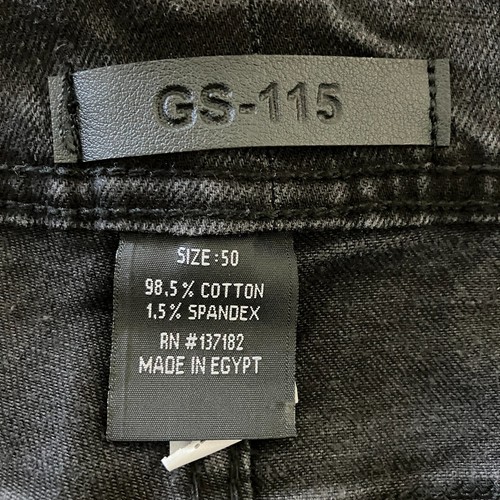 GS-115
SIZE:50
98,5% COTTON
1.5% SPANDEX
RN #137182
MADE IN EGYPT